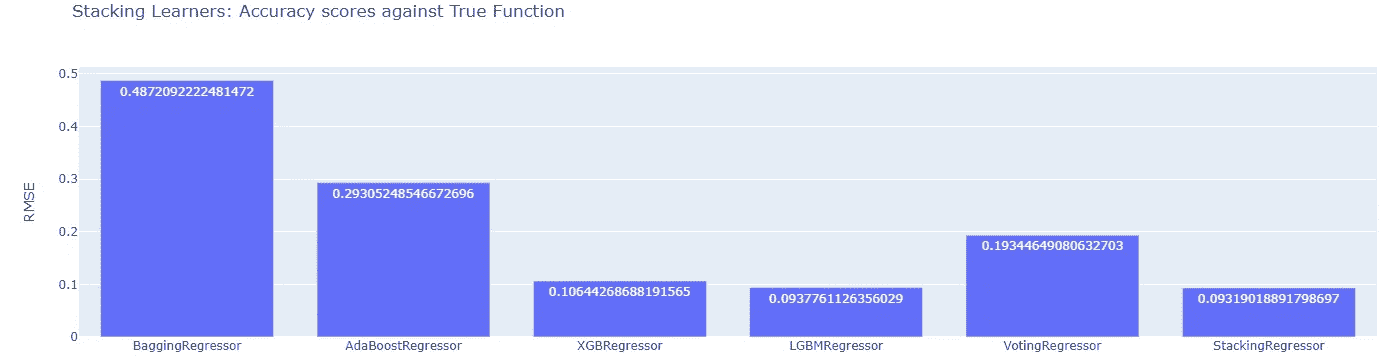 Stacking Learners: Accuracy scores against True Function
RMSE
0.5
0.4
0.3
0.2
0.1
0
0.4872092222481472
0.29305248546672696
0.10644268688191565
0.0937761126356029
0.19344649080632703
0.09319018891798697
BaggingRegressor
AdaBoostRegressor
XGBRegressor
LGBMRegressor
VotingRegressor
StackingRegressor